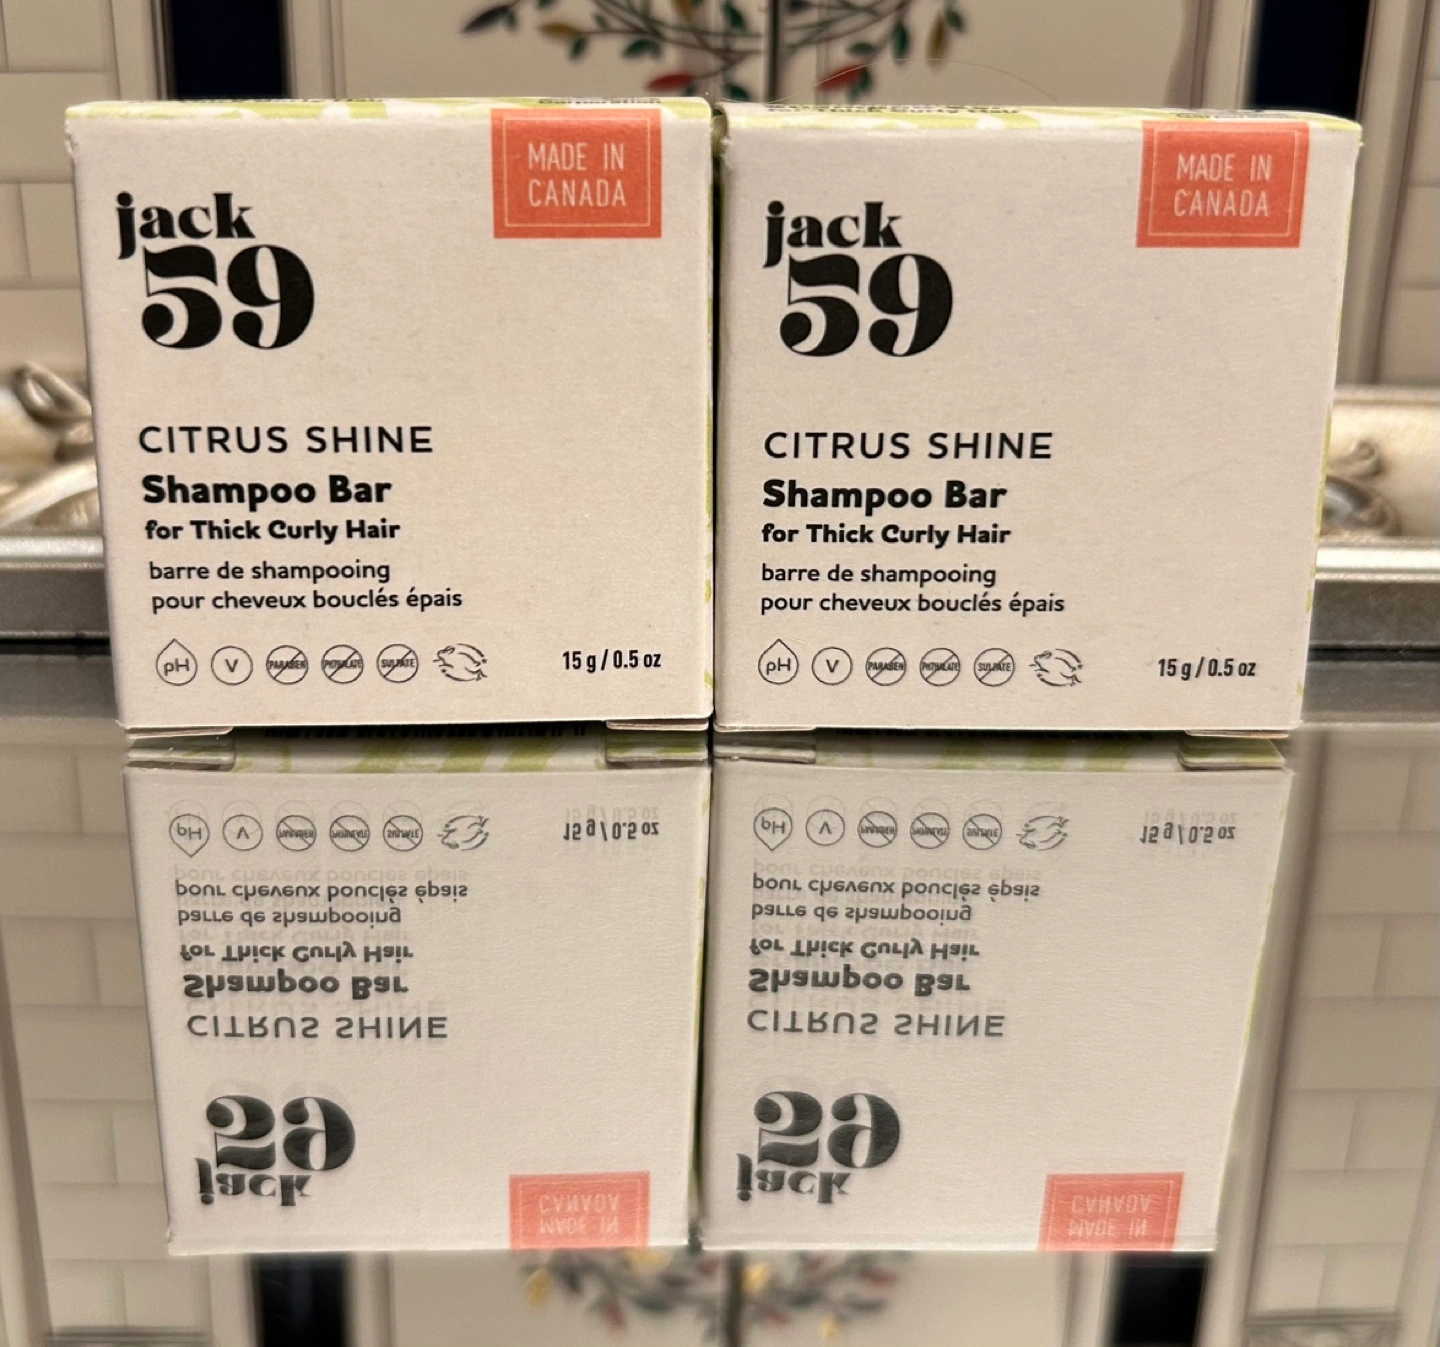 MADE IN
CANADA
jack
59
CITRUS SHINE
Shampoo Bar
for Thick Curly Hair
barre de shampooing
pour cheveux bouclés épais
pH V PARABEN PHTHALATE SULFATE
15 g / 0.5 oz
MADE IN
CANADA
jack
59
CITRUS SHINE
Shampoo Bar
for Thick Curly Hair
barre de shampooing
pour cheveux bouclés épais
pH V PARABEN PHTHALATE SULFATE
15 g / 0.5 oz